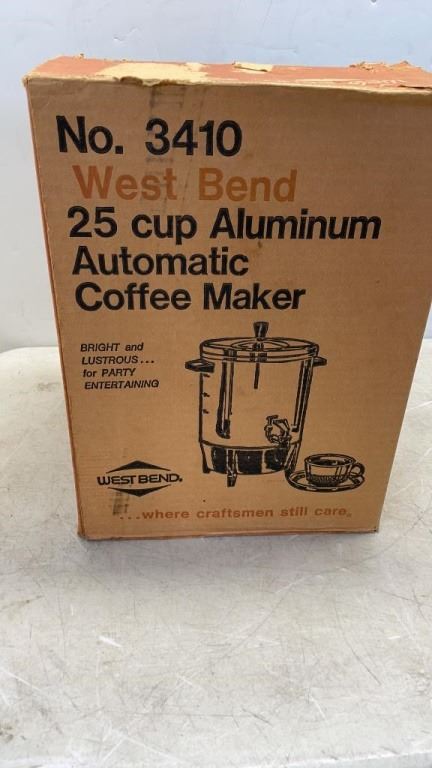 No. 3410
West Bend
25 cup Aluminum
Automatic
Coffee Maker
BRIGHT and
LUSTROUS...
for PARTY
ENTERTAINING
WEST BEND®
...where craftsmen still care®